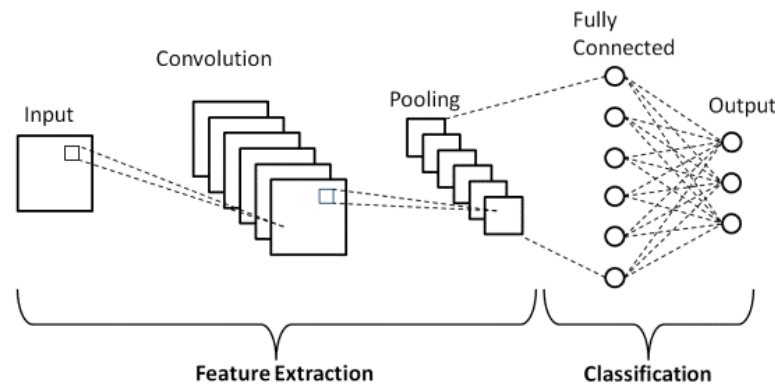 Input
Convolution
Pooling
Fully
Connected
Output
Feature Extraction
Classification